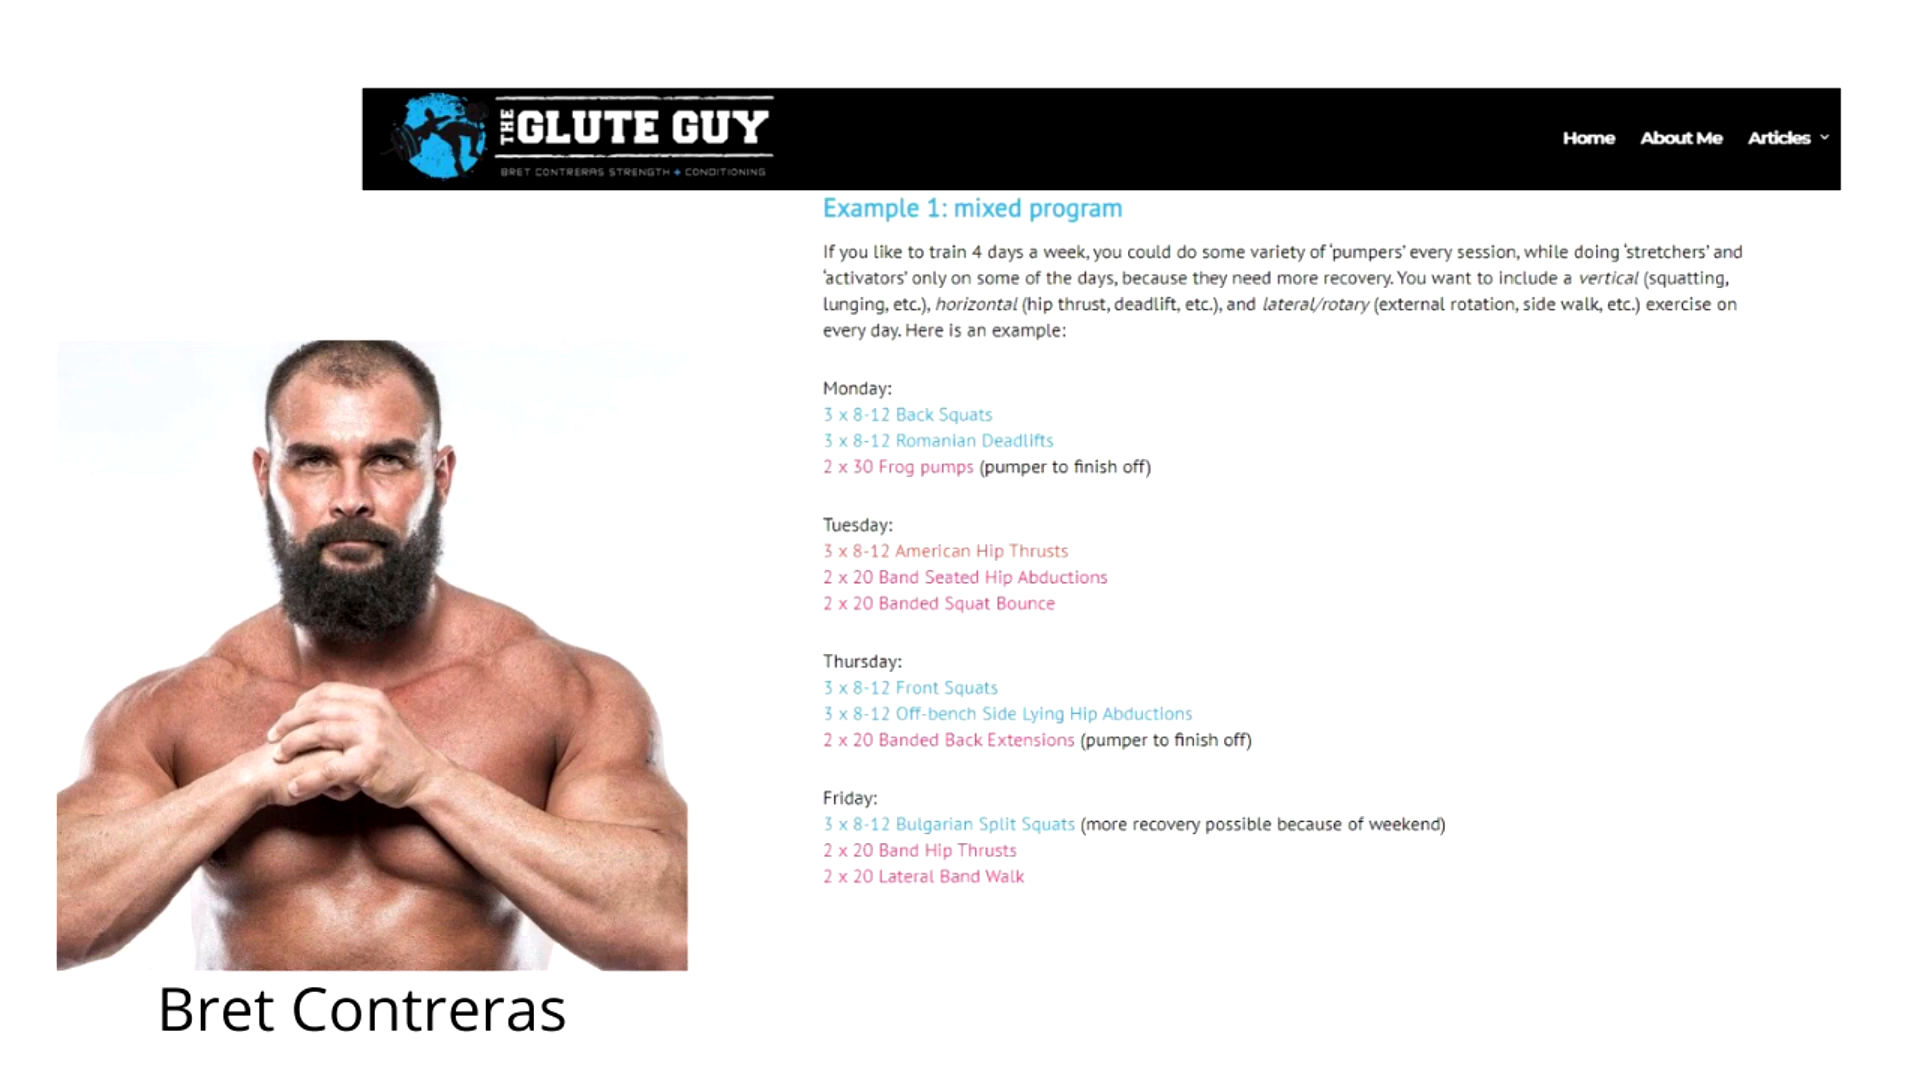 THE GLUTE GUY
BRET CONTRERAS STRENGTH + CONDITIONING
Home About Me Articles
Example 1: mixed program
If you like to train 4 days a week, you could do some variety of 'pumpers' every session, while doing 'stretchers' and
'activators' only on some of the days, because they need more recovery. You want to include a vertical (squatting,
lunging, etc.), horizontal (hip thrust, deadlift, etc.), and lateral/rotary (external rotation, side walk, etc.) exercise on
every day. Here is an example:
Monday:
3 x 8-12 Back Squats
3 x 8-12 Romanian Deadlifts
2 x 30 Frog pumps (pumper to finish off)
Tuesday:
3 x 8-12 American Hip Thrusts
2 x 20 Band Seated Hip Abductions
2 x 20 Banded Squat Bounce
Thursday:
3 x 8-12 Front Squats
3 x 8-12 Off-bench Side Lying Hip Abductions
2 x 20 Banded Back Extensions (pumper to finish off)
Friday:
3 x 8-12 Bulgarian Split Squats (more recovery possible because of weekend)
2 x 20 Band Hip Thrusts
2 x 20 Lateral Band Walk
Bret Contreras